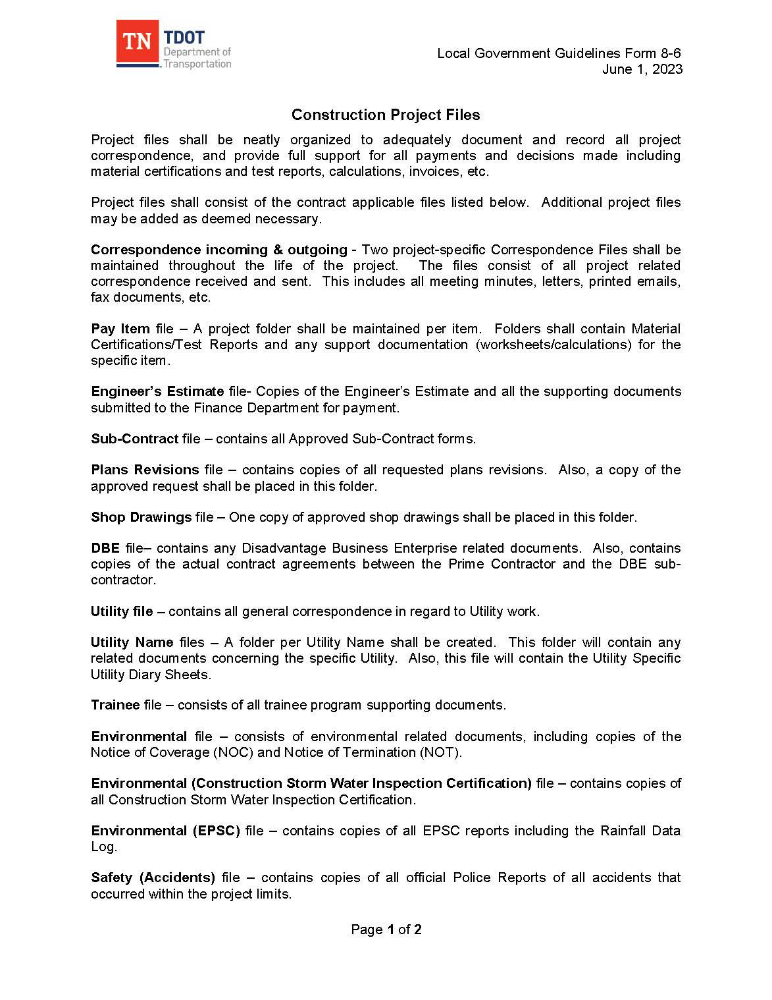 TN TDOT
Department of
Transportation
Local Government Guidelines Form 8-6
June 1, 2023
Construction Project Files
Project files shall be neatly organized to adequately document and record all project
correspondence, and provide full support for all payments and decisions made including
material certifications and test reports, calculations, invoices, etc.
Project files shall consist of the contract applicable files listed below. Additional project files
may be added as deemed necessary.
Correspondence incoming & outgoing - Two project-specific Correspondence Files shall be
maintained throughout the life of the project. The files consist of all project related
correspondence received and sent. This includes all meeting minutes, letters, printed emails,
fax documents, etc.
Pay Item file – A project folder shall be maintained per item. Folders shall contain Material
Certifications/Test Reports and any support documentation (worksheets/calculations) for the
specific item.
Engineer’s Estimate file- Copies of the Engineer’s Estimate and all the supporting documents
submitted to the Finance Department for payment.
Sub-Contract file – contains all Approved Sub-Contract forms.
Plans Revisions file – contains copies of all requested plans revisions. Also, a copy of the
approved request shall be placed in this folder.
Shop Drawings file – One copy of approved shop drawings shall be placed in this folder.
DBE file– contains any Disadvantage Business Enterprise related documents. Also, contains
copies of the actual contract agreements between the Prime Contractor and the DBE sub-
contractor.
Utility file – contains all general correspondence in regard to Utility work.
Utility Name files – A folder per Utility Name shall be created. This folder will contain any
related documents concerning the specific Utility. Also, this file will contain the Utility Specific
Utility Diary Sheets.
Trainee file – consists of all trainee program supporting documents.
Environmental file – consists of environmental related documents, including copies of the
Notice of Coverage (NOC) and Notice of Termination (NOT).
Environmental (Construction Storm Water Inspection Certification) file – contains copies of
all Construction Storm Water Inspection Certification.
Environmental (EPSC) file – contains copies of all EPSC reports including the Rainfall Data
Log.
Safety (Accidents) file – contains copies of all official Police Reports of all accidents that
occurred within the project limits.
Page 1 of 2